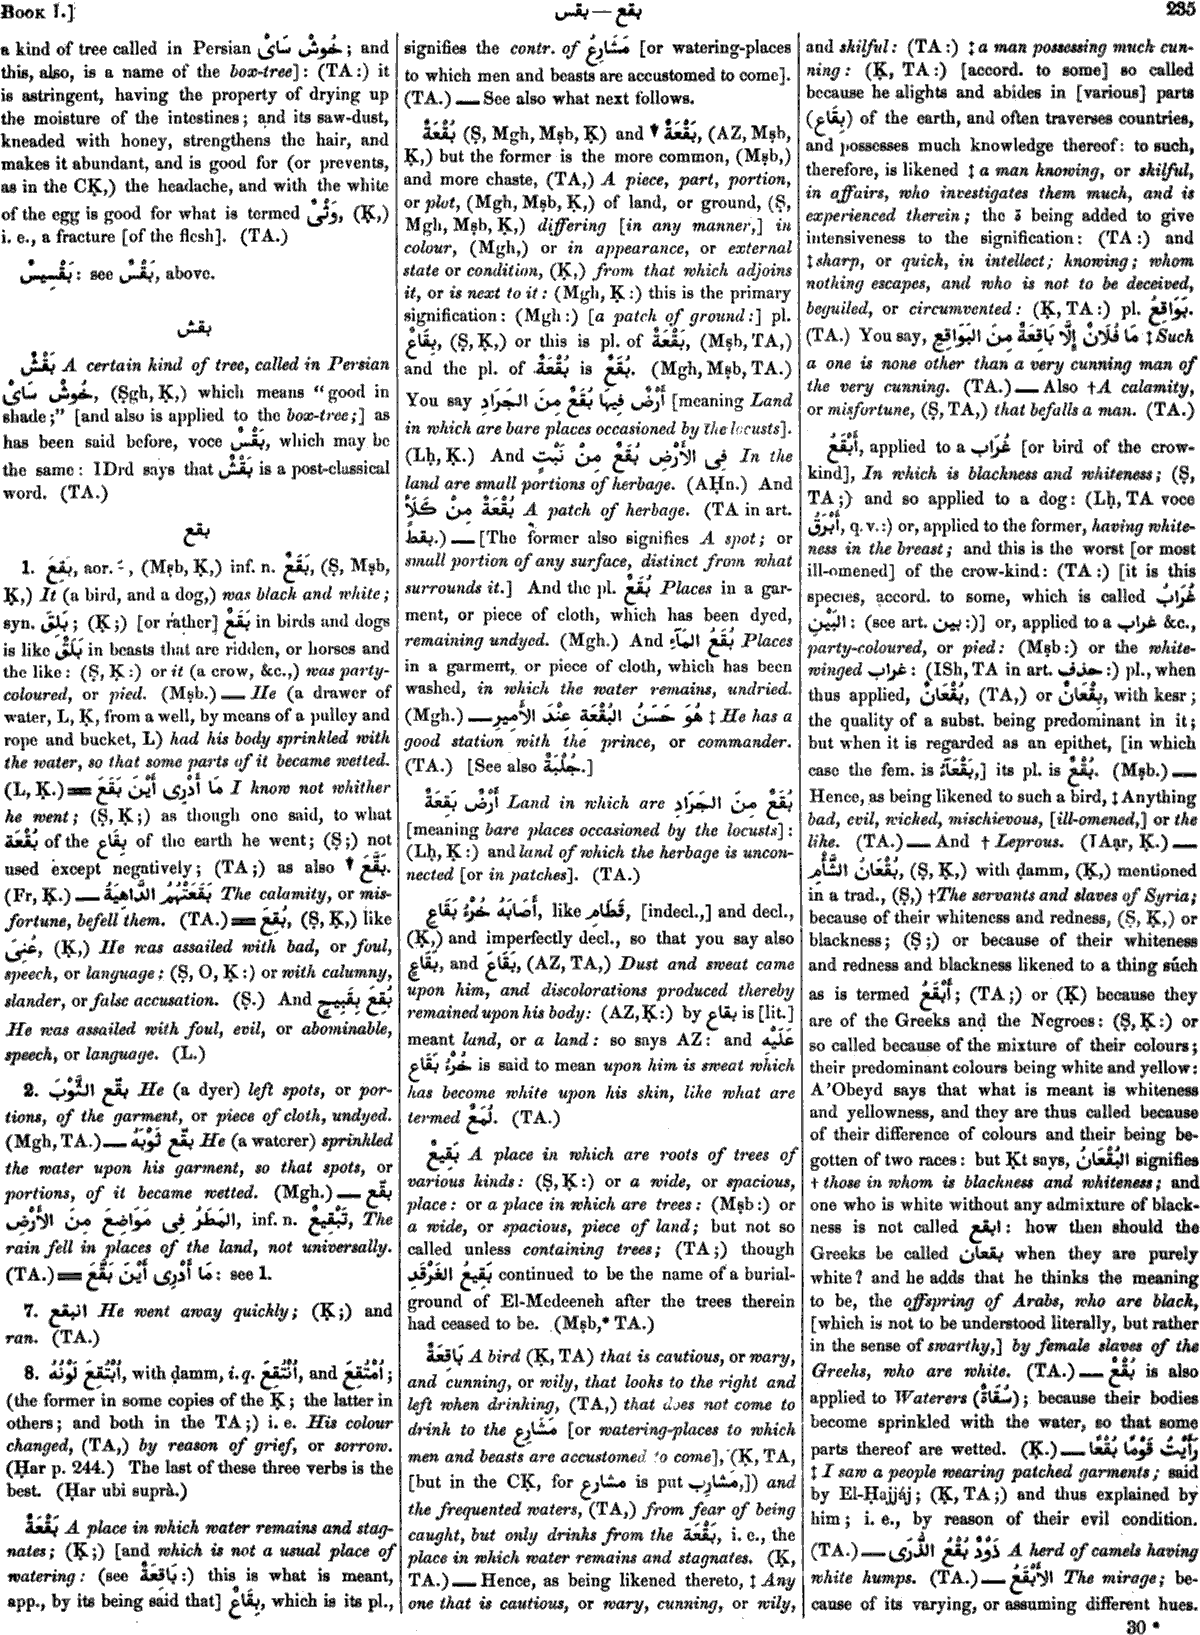 BOOK I.]
بقع — بقس
235
a kind of tree called in Persian خُوشْ سَاىْ; and
this, also, is a name of the box-tree]: (TA:) it
is astringent, having the property of drying up
the moisture of the intestines; and its saw-dust,
kneaded with honey, strengthens the hair, and
makes it abundant, and is good for (or prevents,
as in the CḲ,) the headache, and with the white
of the egg is good for what is termed وَثْىٌ, (Ḳ,)
i. e., a fracture [of the flesh]. (TA.)
بَقْسِيسٌ: see بَقْسٌ, above.
بقش
بَقْشٌ A certain kind of tree, called in Persian
خُوشْ سَاىْ, (Ṣgh, Ḳ,) which means "good in
shade;" [and also is applied to the box-tree;] as
has been said before, voce بَقْسٌ, which may be
the same: IDrd says that بَقْشٌ is a post-classical
word. (TA.)
بقع
1. بَقِعَ, aor. ـَ, (Mṣb, Ḳ,) inf. n. بَقَعٌ, (Ṣ, Mṣb,
Ḳ,) It (a bird, and a dog,) was black and white;
syn. بَلِقَ; (Ḳ;) [or rather] بَقَعٌ in birds and dogs
is like بَلَقٌ in beasts that are ridden, or horses and
the like: (Ṣ, Ḳ:) or it (a crow, &c.,) was party-
coloured, or pied. (Mṣb.) — He (a drawer of
water, L, Ḳ, from a well, by means of a pulley and
rope and bucket, L) had his body sprinkled with
the water, so that some parts of it became wetted.
(L, Ḳ.) = مَا أَدْرِى أَيْنَ بَقَعَ I know not whither
he went; (Ṣ, Ḳ;) as though one said, to what
بُقْعَة of the بِقَاع of the earth he went; (Ṣ;) not
used except negatively; (TA;) as also ▼ بَقَّعَ.
(Fr, Ḳ.) — بَقَعَتْهُمُ الدَّاهِيَةُ The calamity, or mis-
fortune, befell them. (TA.) = بُقِعَ, (Ṣ, Ḳ,) like
عُنِىَ, (Ḳ,) He was assailed with bad, or foul,
speech, or language; (Ṣ, O, Ḳ:) or with calumny,
slander, or false accusation. (Ṣ.) And بُقِعَ بِقَبِيحٍ
He was assailed with foul, evil, or abominable,
speech, or language. (L.)
2. بقّع الثَّوْبَ He (a dyer) left spots, or por-
tions, of the garment, or piece of cloth, undyed.
(Mgh, TA.) — بقّع ثَوْبَهُ He (a waterer) sprinkled
the water upon his garment, so that spots, or
portions, of it became wetted. (Mgh.) — بقّع
المَطَرُ فِى مَوَاضِعَ مِنَ الأَرْضِ, inf. n. تَبْقِيعٌ, The
rain fell in places of the land, not universally.
(TA.) = مَا أَدْرِى أَيْنَ بَقَّعَ: see 1.
7. انبقع He went away quickly; (Ḳ;) and
ran. (TA.)
8. اُبْتُقِعَ لَوْنُهُ, with ḍamm, i. q. اُنْتُقِعَ, and اُمْتُقِعَ;
(the former in some copies of the Ḳ; the latter in
others; and both in the TA;) i. e. His colour
changed, (TA,) by reason of grief, or sorrow.
(Ḥar p. 244.) The last of these three verbs is the
best. (Ḥar ubi suprà.)
بَقْعَةٌ A place in which water remains and stag-
nates; (Ḳ;) [and which is not a usual place of
watering: (see بَاقِعَةٌ:) this is what is meant,
app., by its being said that] بِقَاعٌ, which is its pl.,
signifies the contr. of مَشَارِعُ [or watering-places
to which men and beasts are accustomed to come].
(TA.) — See also what next follows.
بُقْعَةٌ (Ṣ, Mgh, Mṣb, Ḳ) and ▼ بَقْعَةٌ, (AZ, Mṣb,
Ḳ,) but the former is the more common, (Mṣb,)
and more chaste, (TA,) A piece, part, portion,
or plot, (Mgh, Mṣb, Ḳ,) of land, or ground, (Ṣ,
Mgh, Mṣb, Ḳ,) differing [in any manner,] in
colour, (Mgh,) or in appearance, or external
state or condition, (Ḳ,) from that which adjoins
it, or is next to it: (Mgh, Ḳ:) this is the primary
signification: (Mgh:) [a patch of ground:] pl.
بِقَاعٌ, (Ṣ, Ḳ,) or this is pl. of بَقْعَةٌ, (Mṣb, TA,)
and the pl. of بُقْعَةٌ is بُقَعٌ. (Mgh, Mṣb, TA.)
You say أَرْضٌ فِيهَا بُقَعٌ مِنَ الجَرَادِ [meaning Land
in which are bare places occasioned by the locusts].
(Lḥ, Ḳ.) And فِى الأَرْضِ بُقَعٌ مِنْ نَبْتٍ In the
land are small portions of herbage. (AḤn.) And
بُقْعَةٌ مِنْ كَلَأٍ A patch of herbage. (TA in art.
بقط.) — [The former also signifies A spot; or
small portion of any surface, distinct from what
surrounds it.] And the pl. بُقَعٌ Places in a gar-
ment, or piece of cloth, which has been dyed,
remaining undyed. (Mgh.) And بُقَعُ المَآءِ Places
in a garment, or piece of cloth, which has been
washed, in which the water remains, undried.
(Mgh.) — هُوَ حَسَنُ البُقْعَةِ عِنْدَ الأَمِيرِ ‡ He has a
good station with the prince, or commander.
(TA.) [See also جُلْبَةٌ.]
أَرْضٌ بَقِعَةٌ Land in which are بُقَعٌ مِنَ الجَرَادِ
[meaning bare places occasioned by the locusts]:
(Lḥ, Ḳ:) and land of which the herbage is uncon-
nected [or in patches]. (TA.)
أَصَابَهُ خُرْءُ بَقَاعِ, like قَطَامِ, [indecl.,] and decl.,
(Ḳ,) and imperfectly decl., so that you say also
بَقَاعٍ, and بَقَاعَ, (AZ, TA,) Dust and sweat came
upon him, and discolorations produced thereby
remained upon his body: (AZ, Ḳ:) by بقاع is [lit.]
meant land, or a land: so says AZ: and عَلَيْهِ
خُرْءُ بَقَاعِ is said to mean upon him is sweat which
has become white upon his skin, like what are
termed لُمَعٌ. (TA.)
بَقِيعٌ A place in which are roots of trees of
various kinds: (Ṣ, Ḳ:) or a wide, or spacious,
place: or a place in which are trees: (Mṣb:) or
a wide, or spacious, piece of land; but not so
called unless containing trees; (TA;) though
بَقِيعُ الغَرْقَدِ continued to be the name of a burial-
ground of El-Medeeneh after the trees therein
had ceased to be. (Mṣb,* TA.)
بَاقِعَةٌ A bird (Ḳ, TA) that is cautious, or wary,
and cunning, or wily, that looks to the right and
left when drinking, (TA,) that does not come to
drink to the مَشَارِع [or watering-places to which
men and beasts are accustomed to come], (Ḳ, TA,
[but in the CḲ, for مشارع is put مَشَارِب,]) and
the frequented waters, (TA,) from fear of being
caught, but only drinks from the بَقْعَة, i. e., the
place in which water remains and stagnates. (Ḳ,
TA.) — Hence, as being likened thereto, ‡ Any
one that is cautious, or wary, cunning, or wily,
and skilful: (TA:) ‡ a man possessing much cun-
ning: (Ḳ, TA:) [accord. to some] so called
because he alights and abides in [various] parts
(بِقَاع) of the earth, and often traverses countries,
and possesses much knowledge thereof: to such,
therefore, is likened ‡ a man knowing, or skilful,
in affairs, who investigates them much, and is
experienced therein; the ة being added to give
intensiveness to the signification: (TA:) and
‡ sharp, or quick, in intellect; knowing; whom
nothing escapes, and who is not to be deceived,
beguiled, or circumvented: (Ḳ, TA:) pl. بَوَاقِعُ.
(TA.) You say, مَا فُلَانٌ إِلَّا بَاقِعَةٌ مِنَ البَوَاقِعِ ‡ Such
a one is none other than a very cunning man of
the very cunning. (TA.) — Also † A calamity,
or misfortune, (Ṣ, TA,) that befalls a man. (TA.)
أَبْقَعُ, applied to a غُرَاب [or bird of the crow-
kind], In which is blackness and whiteness; (Ṣ,
TA;) and so applied to a dog: (Lḥ, TA voce
أَبْرَقُ, q. v.:) or, applied to the former, having white-
ness in the breast; and this is the worst [or most
ill-omened] of the crow-kind: (TA:) [it is this
species, accord. to some, which is called غُرَابُ
البَيْنِ: (see art. بين:)] or, applied to a غراب &c.,
party-coloured, or pied: (Mṣb:) or the white-
winged غراب: (ISh, TA in art. حذف:) pl., when
thus applied, بُقْعَانٌ, (TA,) or بِقْعَانٌ, with kesr;
the quality of a subst. being predominant in it;
but when it is regarded as an epithet, [in which
case the fem. is بَقْعَآءُ,] its pl. is بُقْعٌ. (Mṣb.) —
Hence, as being likened to such a bird, ‡ Anything
bad, evil, wicked, mischievous, [ill-omened,] or the
like. (TA.) — And † Leprous. (IAạr, Ḳ.) —
بُقْعَانُ الشَّأْمِ, (Ṣ, Ḳ,) with ḍamm, (Ḳ,) mentioned
in a trad., (Ṣ,) † The servants and slaves of Syria;
because of their whiteness and redness, (Ṣ, Ḳ,) or
blackness; (Ṣ;) or because of their whiteness
and redness and blackness likened to a thing such
as is termed أَبْقَعُ; (TA;) or (Ḳ) because they
are of the Greeks and the Negroes: (Ṣ, Ḳ:) or
so called because of the mixture of their colours;
their predominant colours being white and yellow:
A'Obeyd says that what is meant is whiteness
and yellowness, and they are thus called because
of their difference of colours and their being be-
gotten of two races: but Ḳt says, البُقْعَانُ signifies
† those in whom is blackness and whiteness; and
one who is white without any admixture of black-
ness is not called ابقع: how then should the
Greeks be called بقعان when they are purely
white? and he adds that he thinks the meaning
to be, the offspring of Arabs, who are black,
[which is not to be understood literally, but rather
in the sense of swarthy,] by female slaves of the
Greeks, who are white. (TA.) — بُقْعٌ is also
applied to Waterers (سُقَاةٌ); because their bodies
become sprinkled with the water, so that some
parts thereof are wetted. (Ḳ.) — رَأَيْتُ قَوْمًا بُقْعًا
‡ I saw a people wearing patched garments; said
by El-Ḥajjáj; (Ḳ, TA;) and thus explained by
him; i. e., by reason of their evil condition.
(TA.) — ذَوْدٌ بُقْعُ الذُّرَى A herd of camels having
white humps. (TA.) — الأَبْقَعُ The mirage; be-
cause of its varying, or assuming different hues.
30 *